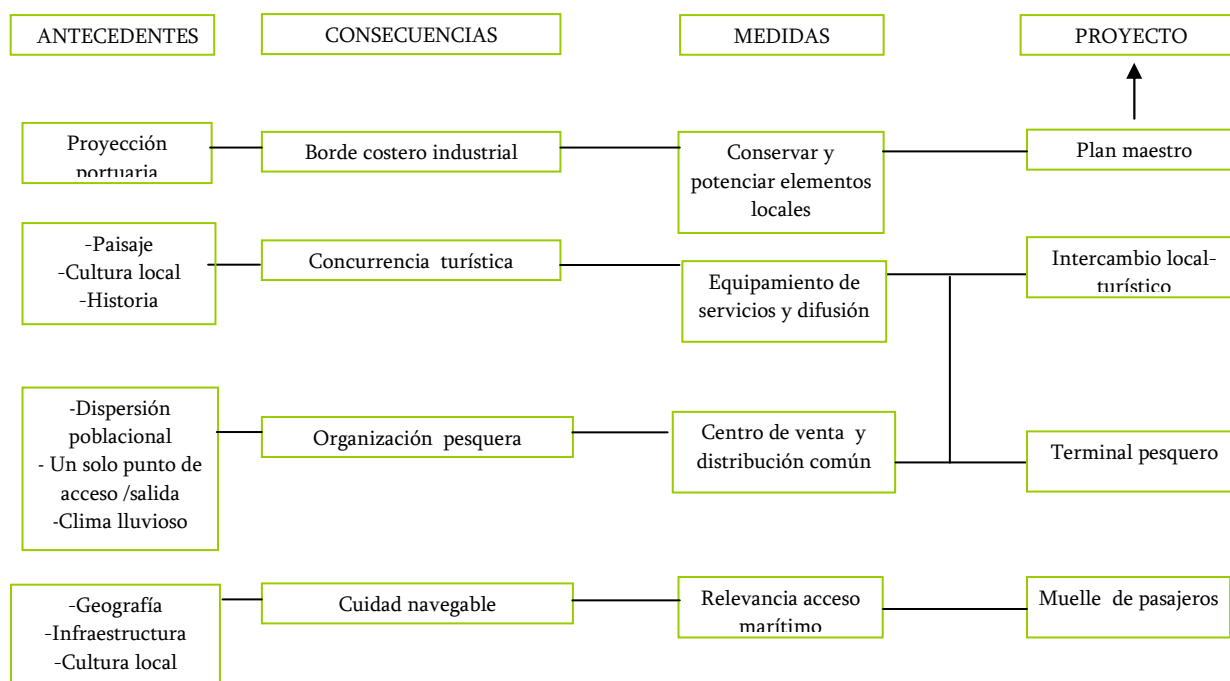 ANTECEDENTES
CONSECUENCIAS
MEDIDAS
PROYECTO
Proyección
portuaria
Borde costero industrial
Conservar y
potenciar elementos
locales
Plan maestro
-Paisaje
-Cultura local
-Historia
Concurrencia turística
Equipamiento de
servicios y difusión
Intercambio local-
turístico
-Dispersión
poblacional
- Un solo punto de
acceso /salida
-Clima lluvioso
Organización pesquera
Centro de venta y
distribución común
Terminal pesquero
-Geografía
-Infraestructura
-Cultura local
Cuidad navegable
Relevancia acceso
marítimo
Muelle de pasajeros